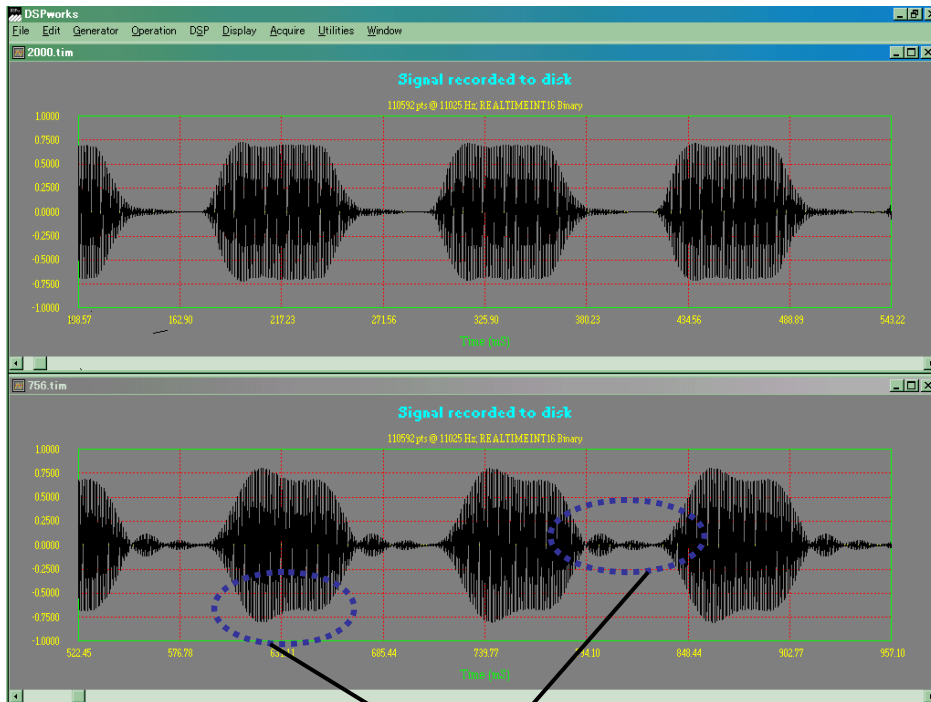 DSPworks
File Edit Generator Operation DSP Display Acquire Utilities Window
2000.tim
Signal recorded to disk
110592 pts @ 11025 Hz; REALTIMEINT16 Binary
1.0000
0.7500
0.5000
0.2500
0.0000
-0.2500
-0.5000
-0.7500
-1.0000
198.57 162.90 217.23 271.56 325.90 380.23 434.56 488.89 543.22
Time (mS)
756.tim
Signal recorded to disk
110592 pts @ 11025 Hz; REALTIMEINT16 Binary
1.0000
0.7500
0.5000
0.2500
0.0000
-0.2500
-0.5000
-0.7500
-1.0000
522.45 576.78 685.44 739.77 848.44 902.77 957.10
Time (mS)